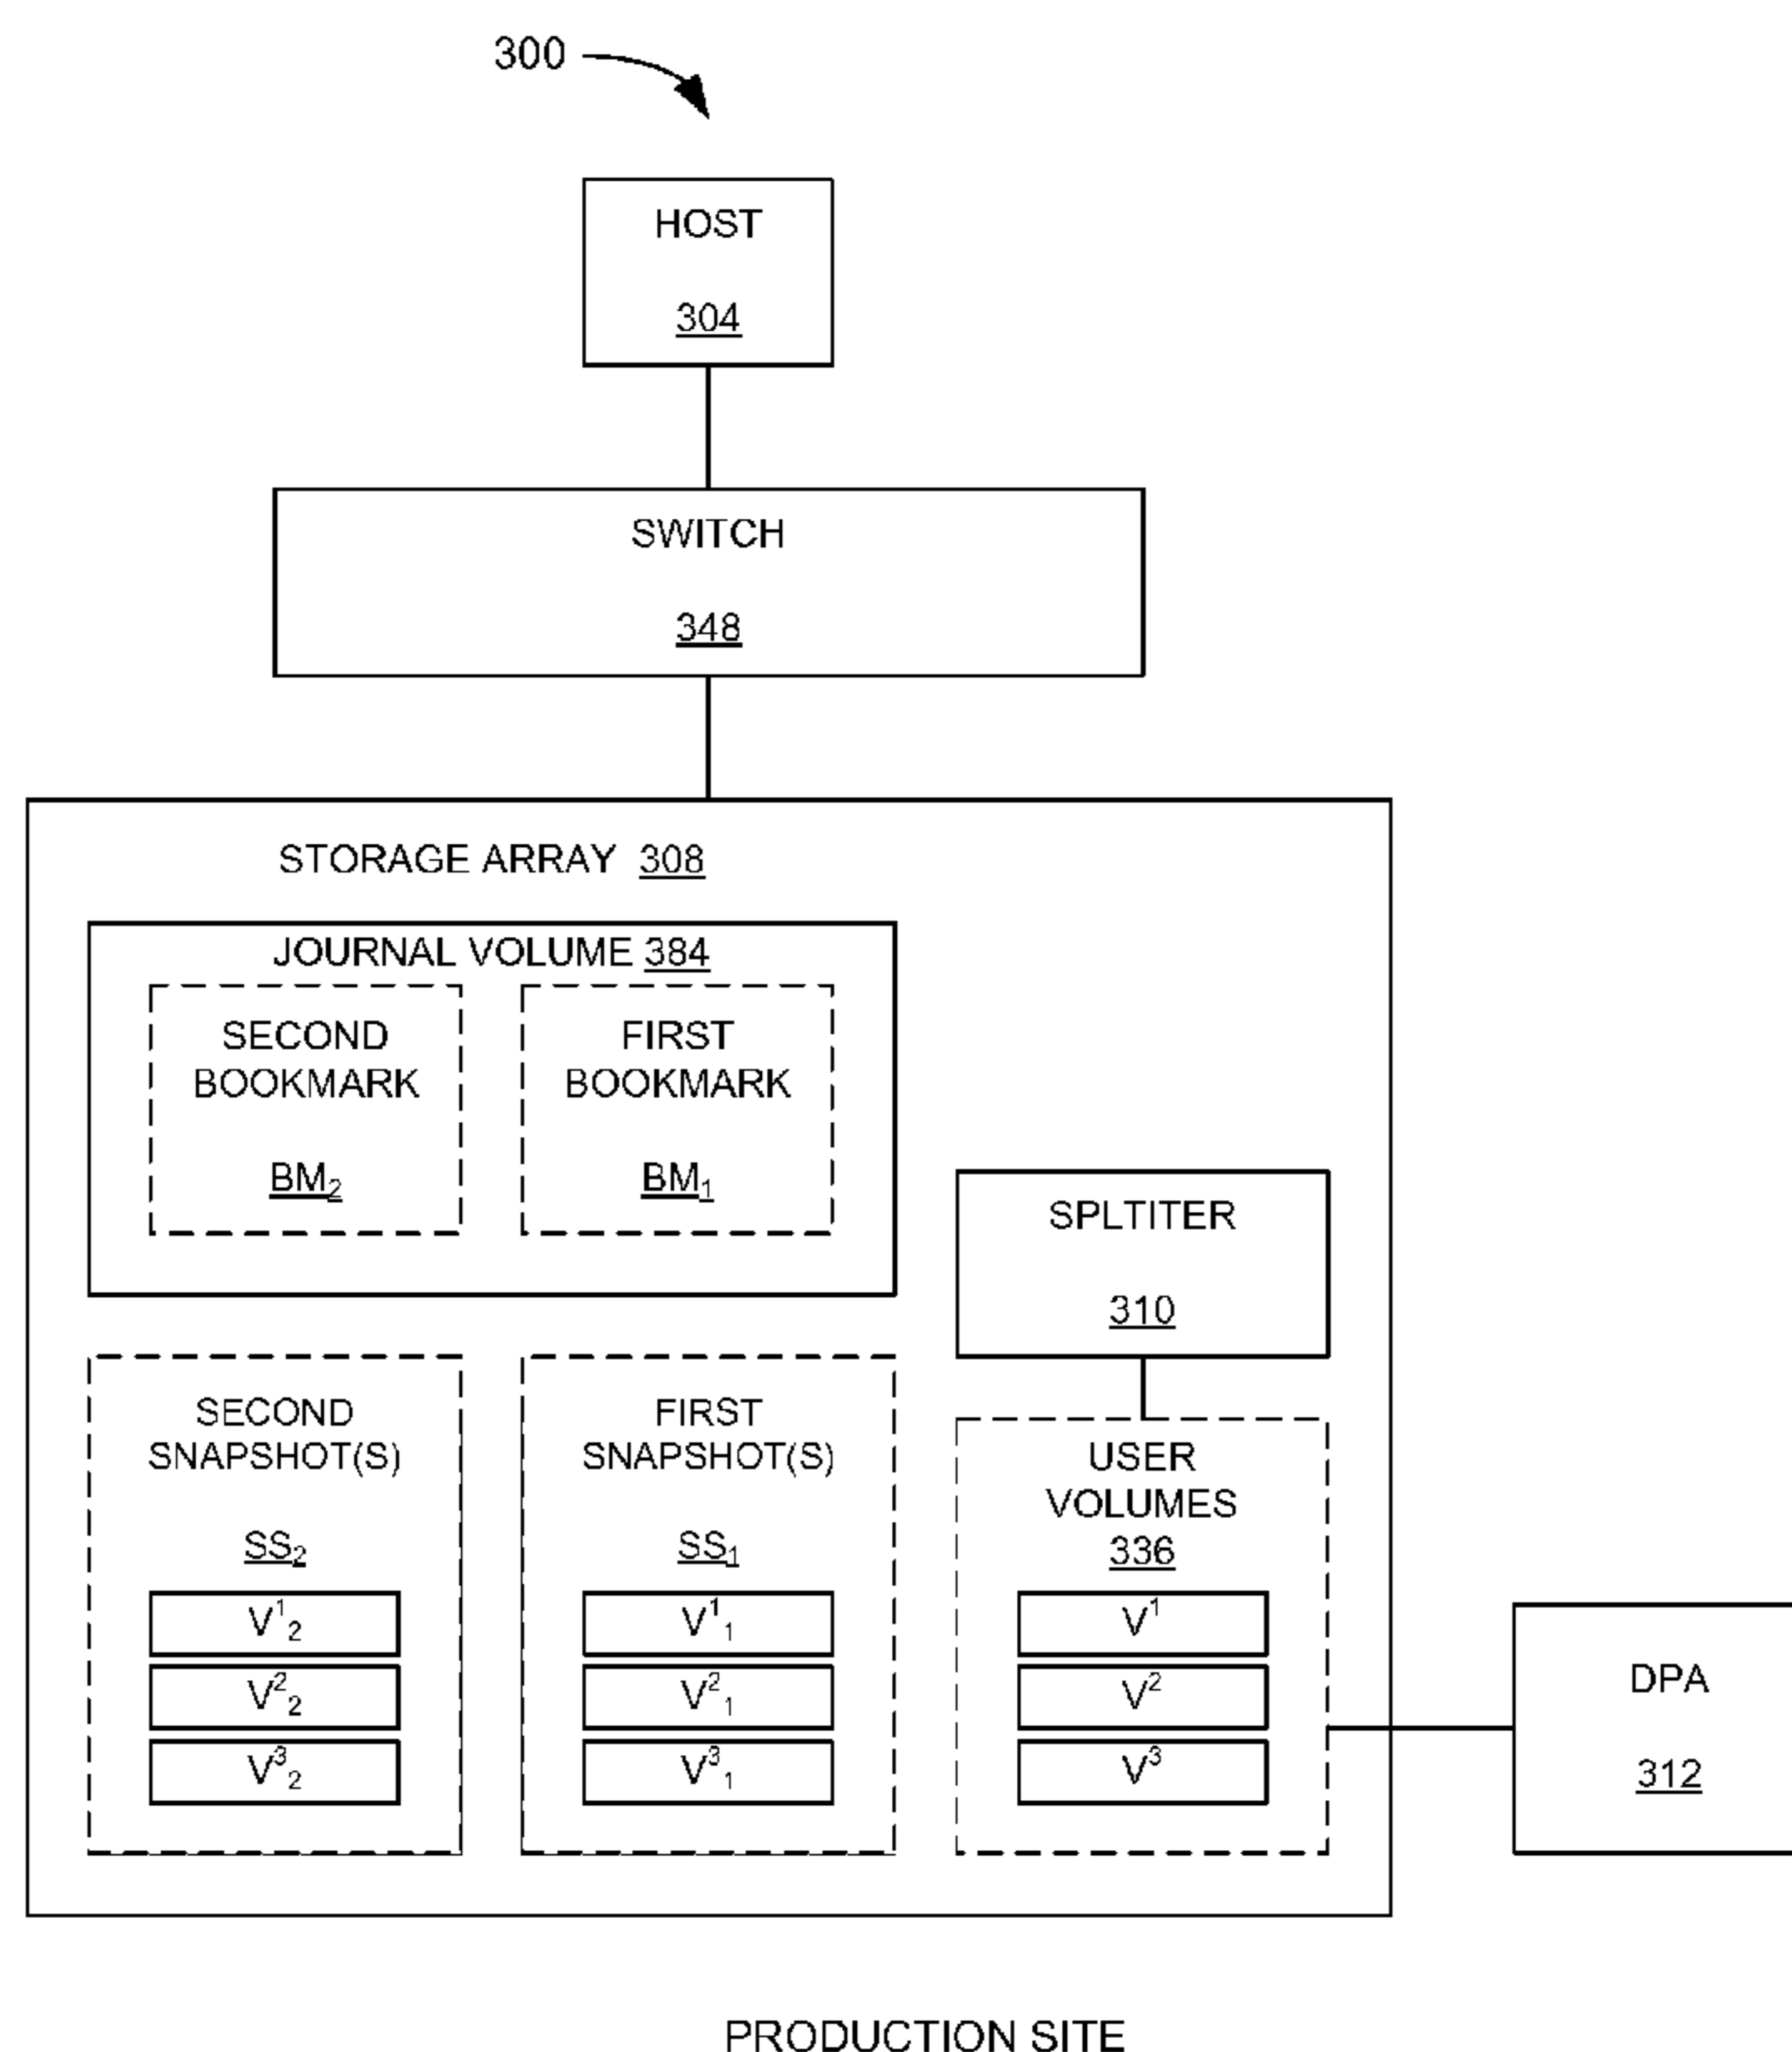 300
HOST
304
SWITCH
348
STORAGE ARRAY 308
JOURNAL VOLUME 384
SECOND
BOOKMARK
BM₂
FIRST
BOOKMARK
BM₁
SPLTITER
310
SECOND
SNAPSHOT(S)
SS₂
V¹₂
V²₂
V³₂
FIRST
SNAPSHOT(S)
SS₁
V¹₁
V²₁
V³₁
USER
VOLUMES
336
V¹
V²
V³
DPA
312
PRODUCTION SITE